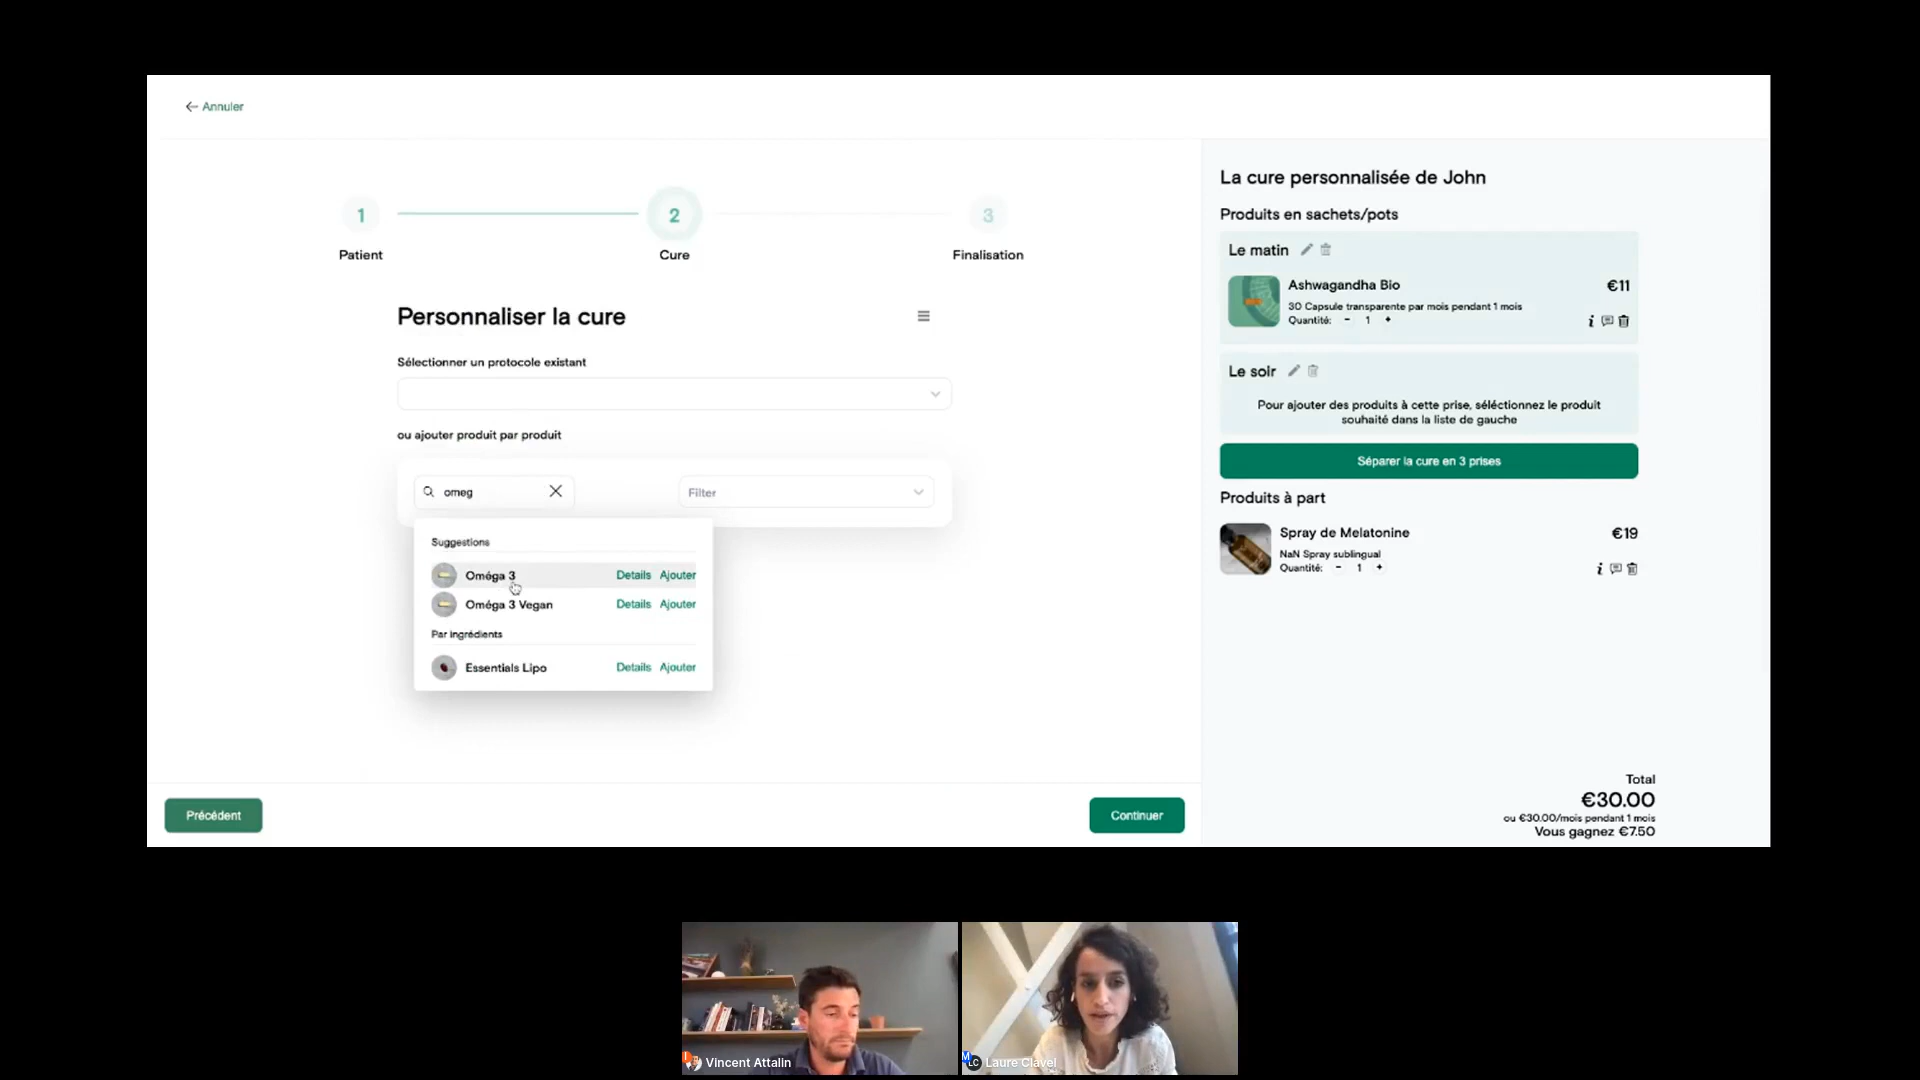 ← Annuler
1
2
3
Patient
Cure
Finalisation
Personnaliser la cure
Sélectionner un protocole existant
ou ajouter produit par produit
omeg
Filter
Suggestions
Oméga 3 Details Ajouter
Oméga 3 Vegan Details Ajouter
Par ingrédients
Essentials Lipo Details Ajouter
Précédent
Continuer
La cure personnalisée de John
Produits en sachets/pots
Le matin
Ashwagandha Bio €11
30 Capsule transparente par mois pendant 1 mois
Quantité: - 1 +
Le soir
Pour ajouter des produits à cette prise, séléctionnez le produit
souhaité dans la liste de gauche
Séparer la cure en 3 prises
Produits à part
Spray de Melatonine €19
NaN Spray sublingual
Quantité: - 1 +
Total
€30.00
ou €30.00/mois pendant 1 mois
Vous gagnez €7.50
Vincent Attalin
LC Laure Clavel